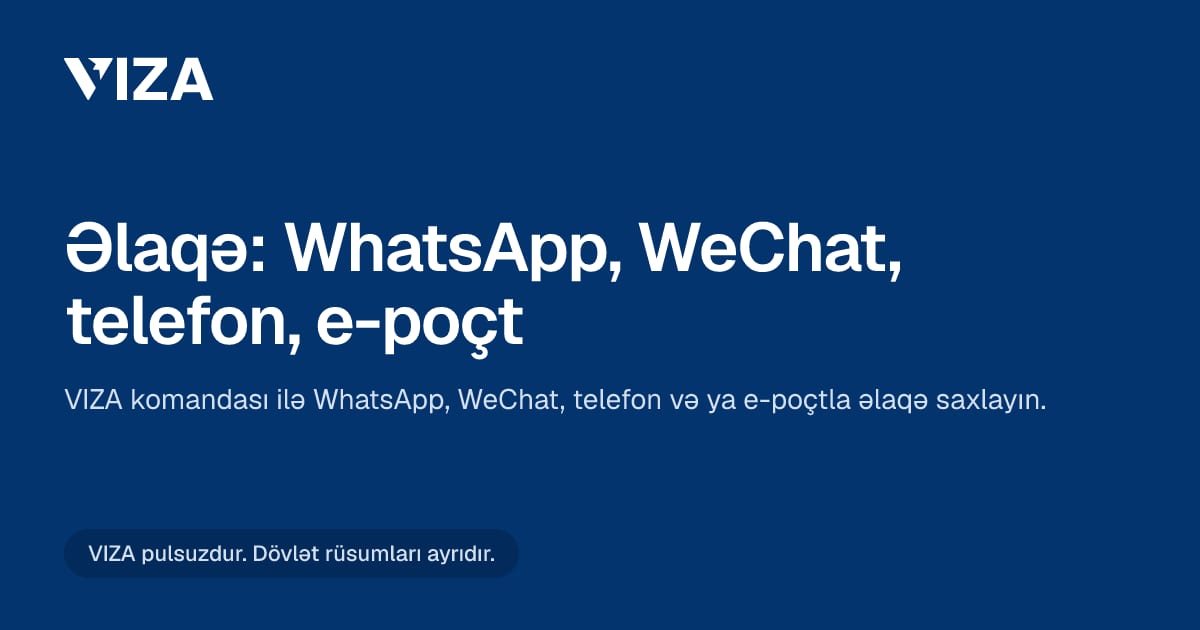 VIZA
Əlaqə: WhatsApp, WeChat,
telefon, e-poçt
VIZA komandası ilə WhatsApp, WeChat, telefon və ya e-poçtla əlaqə saxlayın.
VIZA pulsuzdur. Dövlət rüsumları ayrıdır.